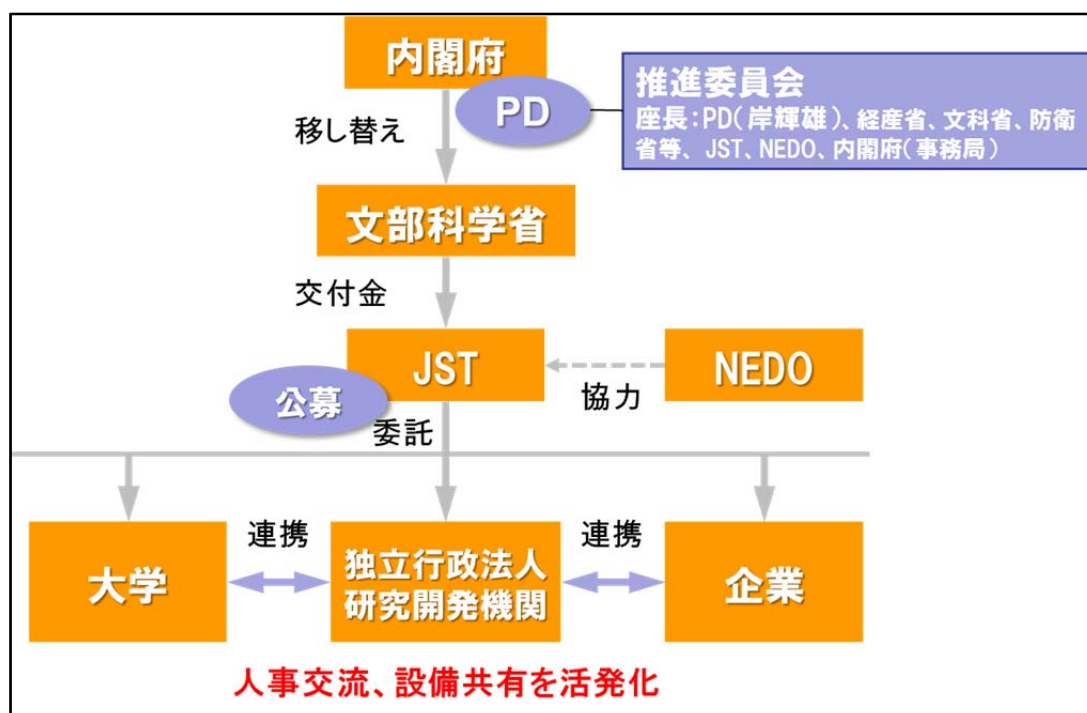 内閣府
PD
推進委員会
座長:PD(岸輝雄)、経産省、文科省、防衛
省等、JST、NEDO、内閣府(事務局)
移し替え
文部科学省
交付金
JST
NEDO
協力
公募
委託
大学
連携
独立行政法人
研究開発機関
連携
企業
人事交流、設備共有を活発化